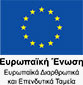 Ευρωπαϊκή Ένωση
Ευρωπαϊκά Διαρθρωτικά
και Επενδυτικά Ταμεία